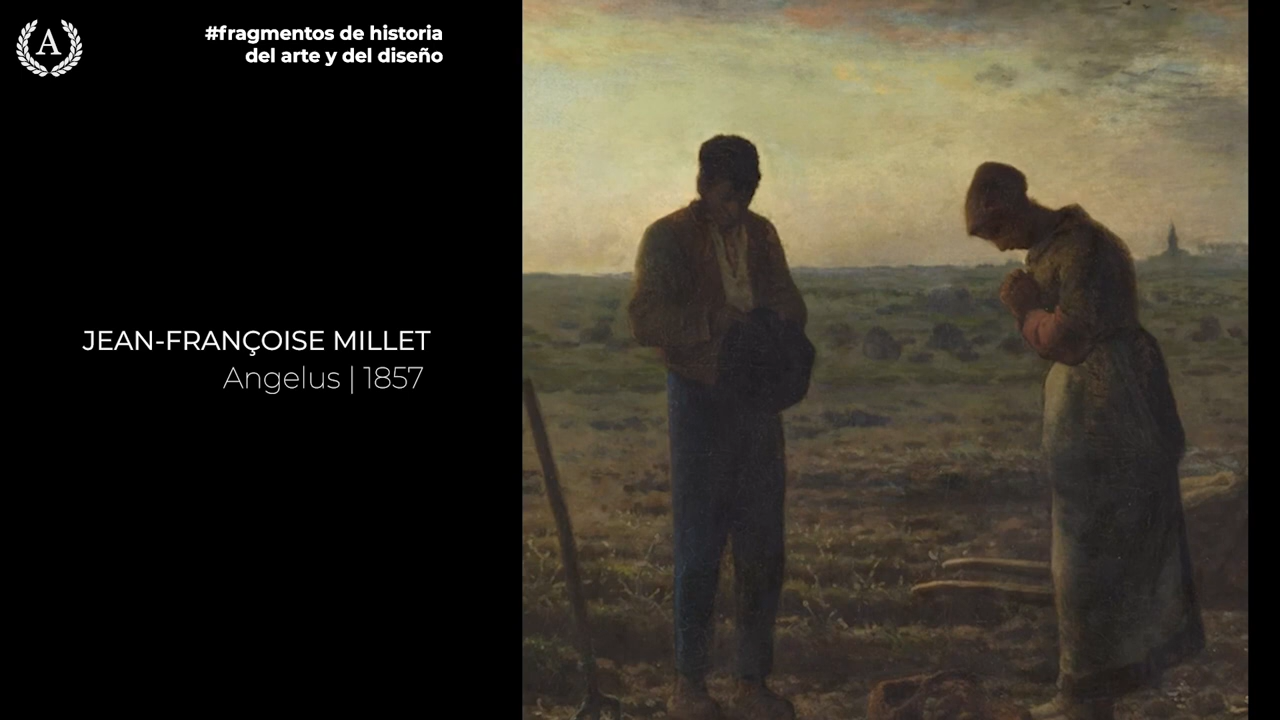 A
#fragmentos de historia
del arte y del diseño
JEAN-FRANÇOISE MILLET
Angelus | 1857